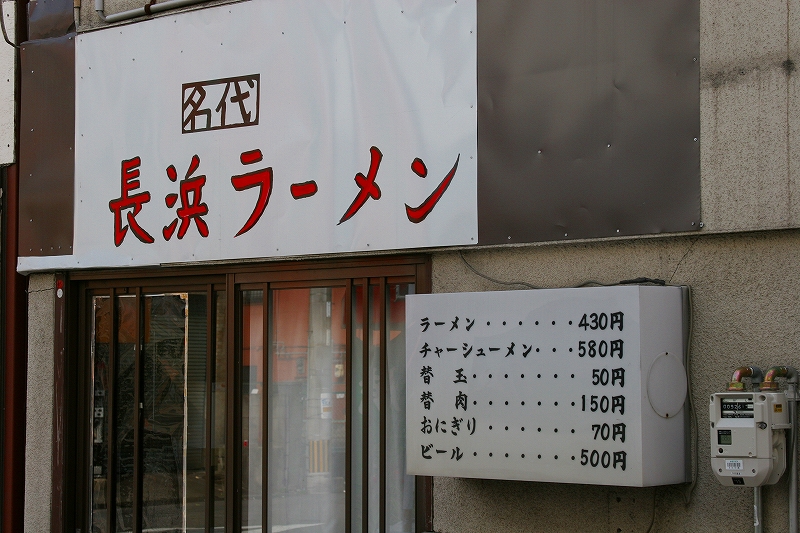 名代
長浜ラーメン
ラーメン・・・・・・430円
チャーシューメン・・・580円
替玉・・・・・・・50円
替肉・・・・・・・150円
おにぎり・・・・・・70円
ビール・・・・・・・500円